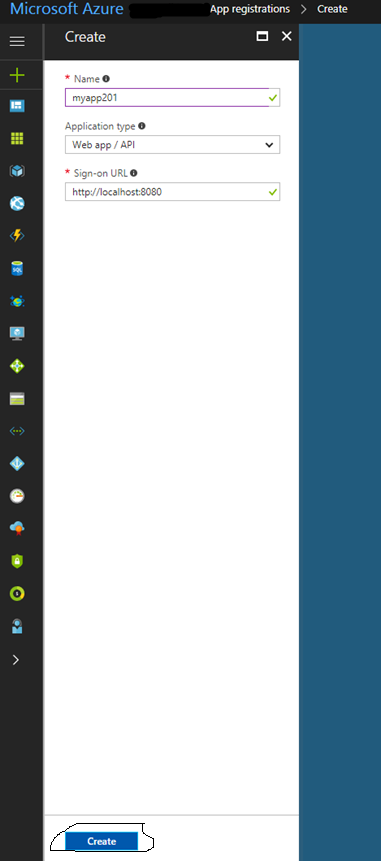 Microsoft Azure App registrations > Create
Create
* Name
myapp201
Application type
Web app / API
* Sign-on URL
http://localhost:8080
SQL
Create